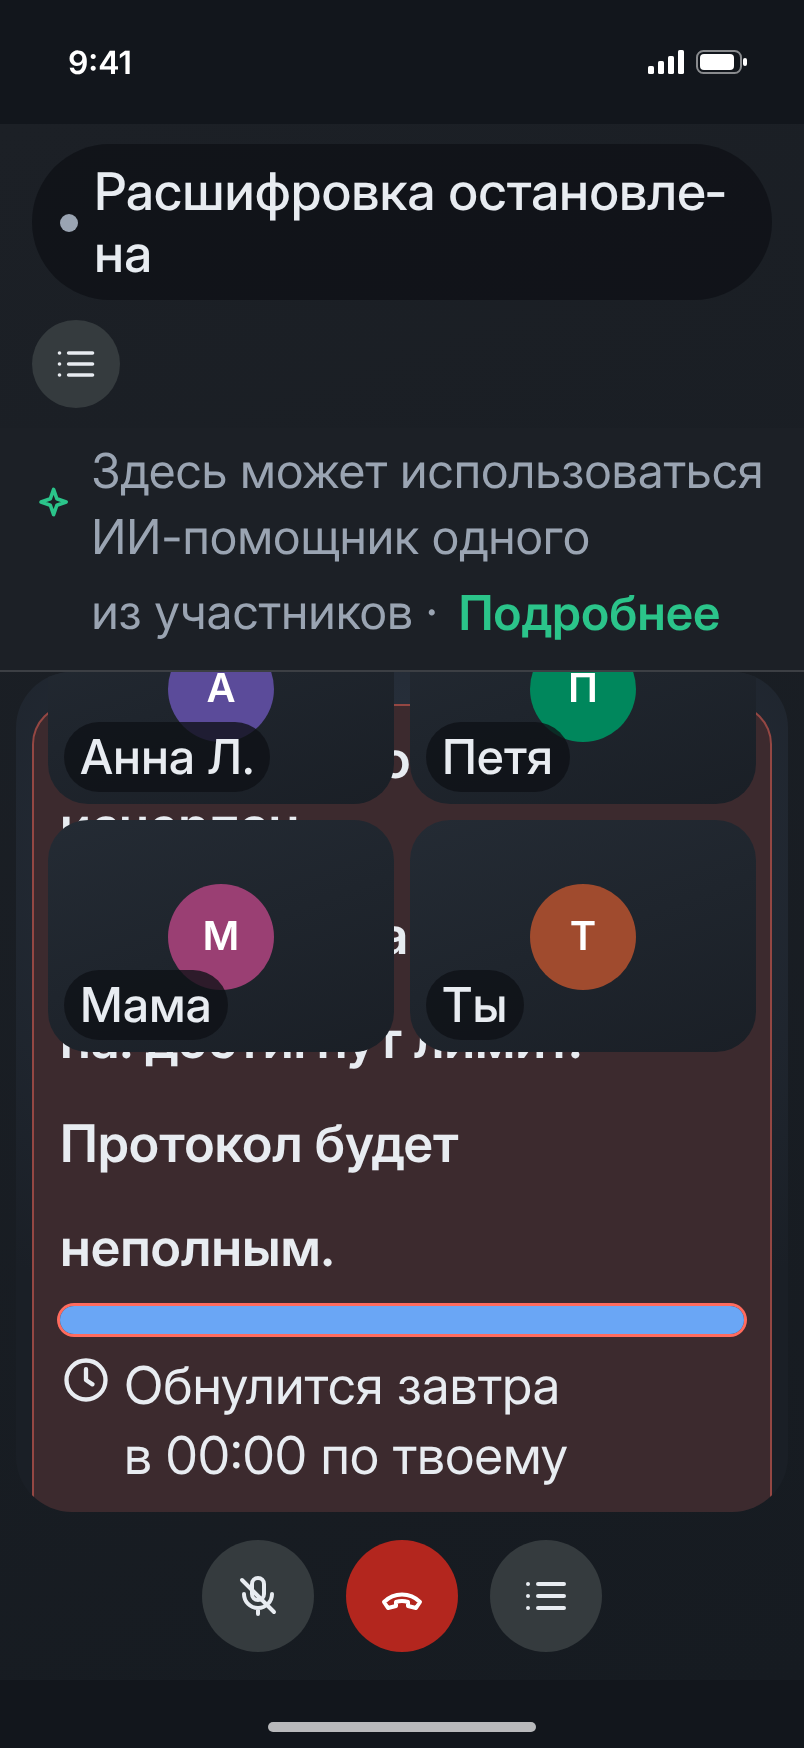 9:41
Расшифровка остановле-
на
Здесь может использоваться
ИИ-помощник одного
из участников · Подробнее
А
П
Анна Л.
Петя
М
Т
Мама
Ты
Протокол будет
неполным.
Обнулится завтра
в 00:00 по твоему